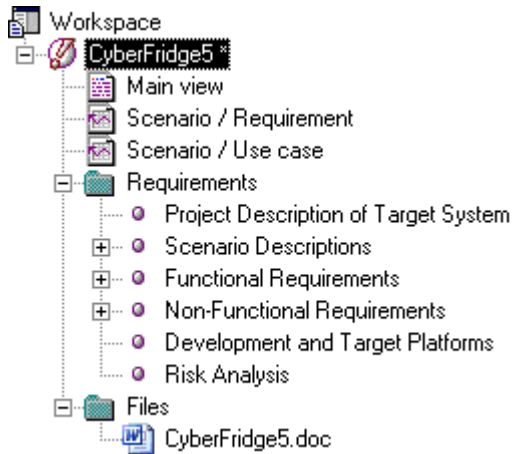 Workspace
CyberFridge5 *
Main view
Scenario / Requirement
Scenario / Use case
Requirements
Project Description of Target System
Scenario Descriptions
Functional Requirements
Non-Functional Requirements
Development and Target Platforms
Risk Analysis
Files
CyberFridge5.doc